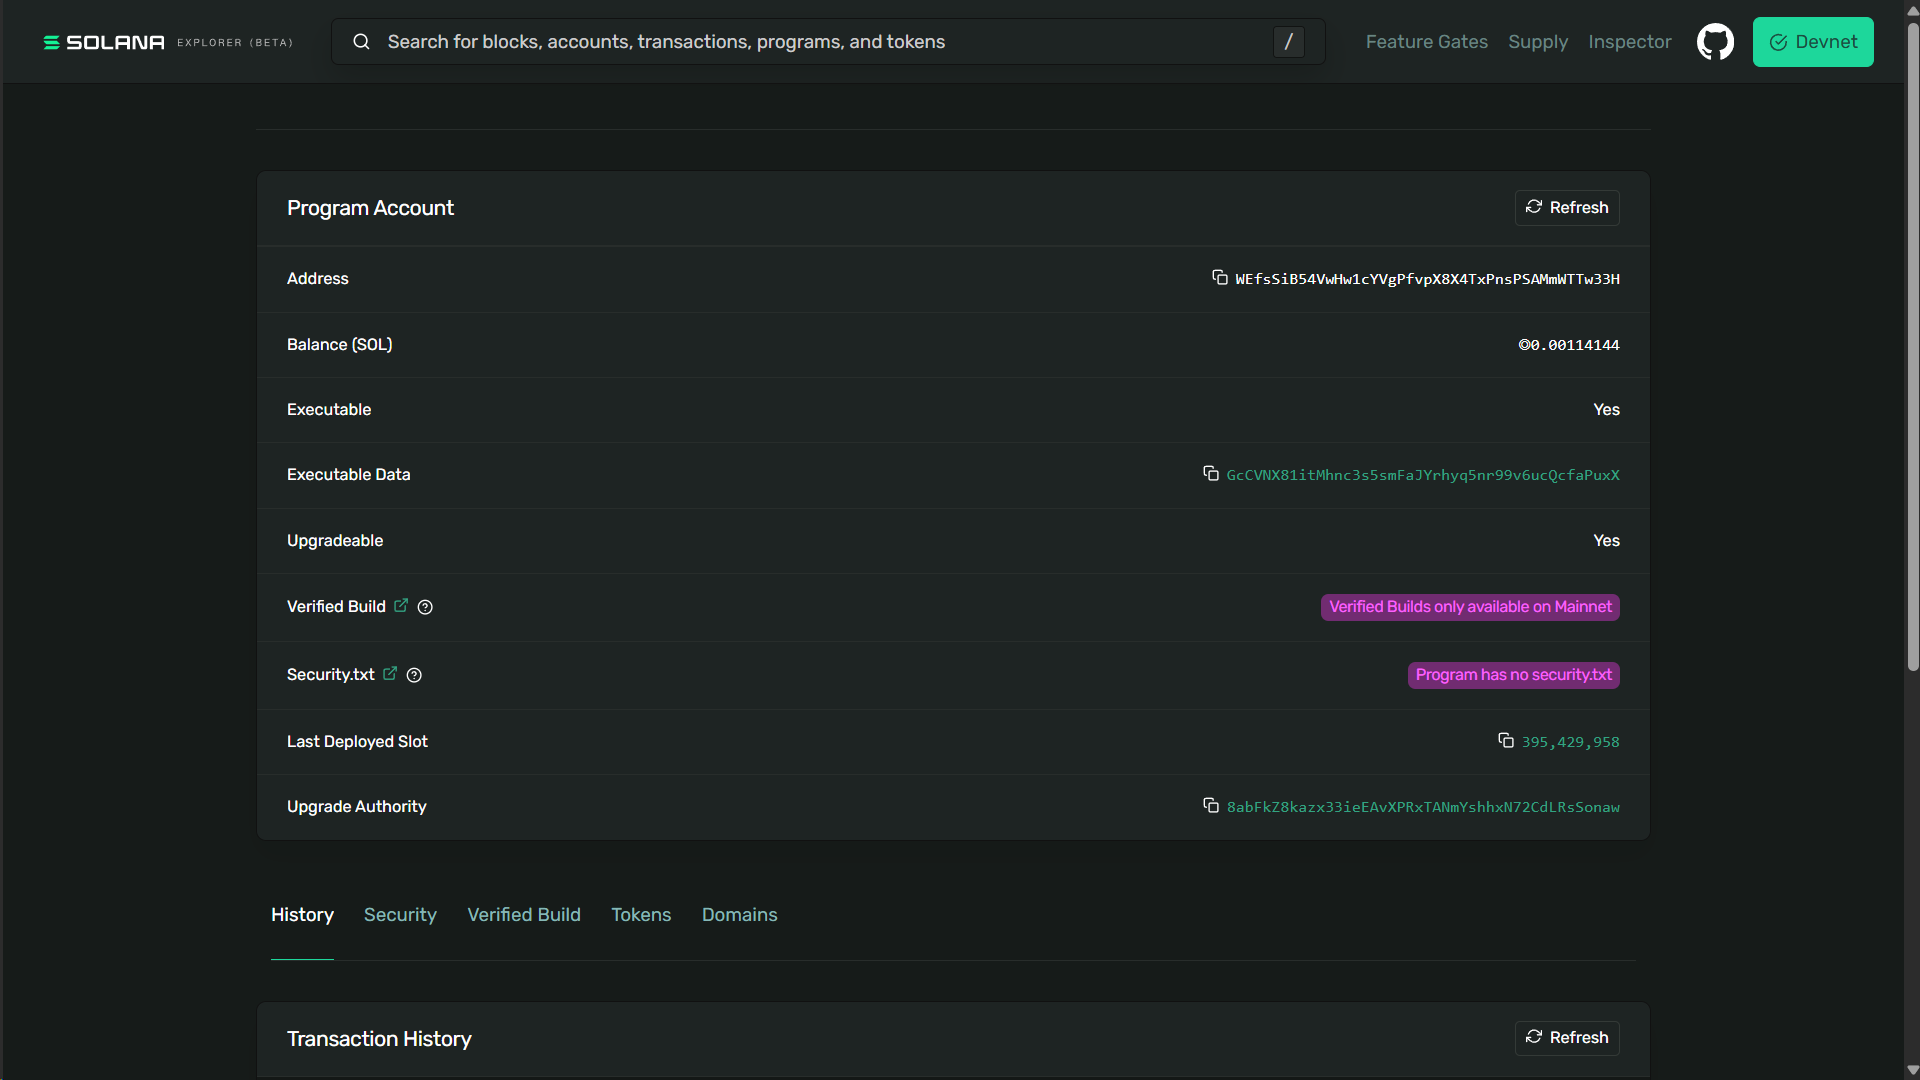 SOLANA EXPLORER (BETA)
Search for blocks, accounts, transactions, programs, and tokens /
Feature Gates Supply Inspector
Devnet
Program Account
Refresh
Address WEfsSiB54VwHw1cYVgPfvpX8X4TxPnsPSAMmWTTw33H
Balance (SOL) ◎0.00114144
Executable Yes
Executable Data GcCVNX81itMhnc3s5smFaJYrhyq5nr99v6ucQcfaPuxX
Upgradeable Yes
Verified Build Verified Builds only available on Mainnet
Security.txt Program has no security.txt
Last Deployed Slot 395,429,958
Upgrade Authority 8abFkZ8kazx33ieEAvXPRxTANmYshhxN72CdLRsSonaw
History Security Verified Build Tokens Domains
Transaction History
Refresh